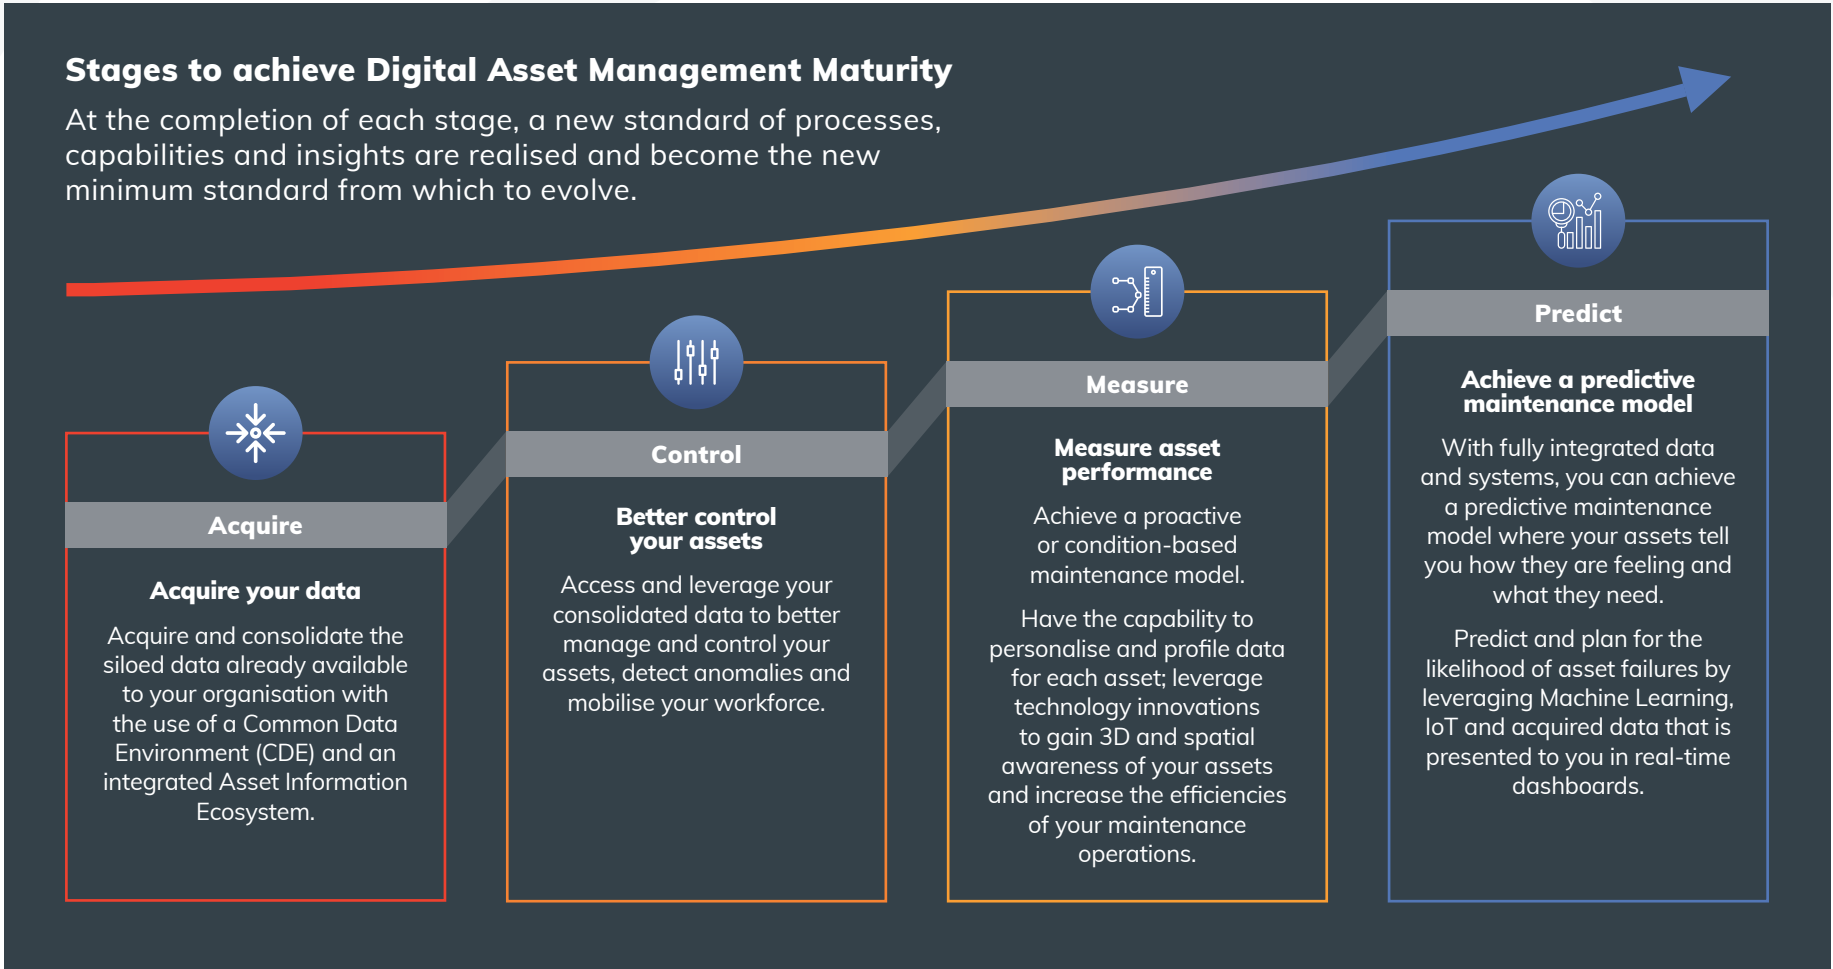 Stages to achieve Digital Asset Management Maturity
At the completion of each stage, a new standard of processes,
capabilities and insights are realised and become the new
minimum standard from which to evolve.
Acquire
Acquire your data
Acquire and consolidate the
siloed data already available
to your organisation with
the use of a Common Data
Environment (CDE) and an
integrated Asset Information
Ecosystem.
Control
Better control
your assets
Access and leverage your
consolidated data to better
manage and control your
assets, detect anomalies and
mobilise your workforce.
Measure
Measure asset
performance
Achieve a proactive
or condition-based
maintenance model.
Have the capability to
personalise and profile data
for each asset; leverage
technology innovations
to gain 3D and spatial
awareness of your assets
and increase the efficiencies
of your maintenance
operations.
Predict
Achieve a predictive
maintenance model
With fully integrated data
and systems, you can achieve
a predictive maintenance
model where your assets tell
you how they are feeling and
what they need.
Predict and plan for the
likelihood of asset failures by
leveraging Machine Learning,
IoT and acquired data that is
presented to you in real-time
dashboards.